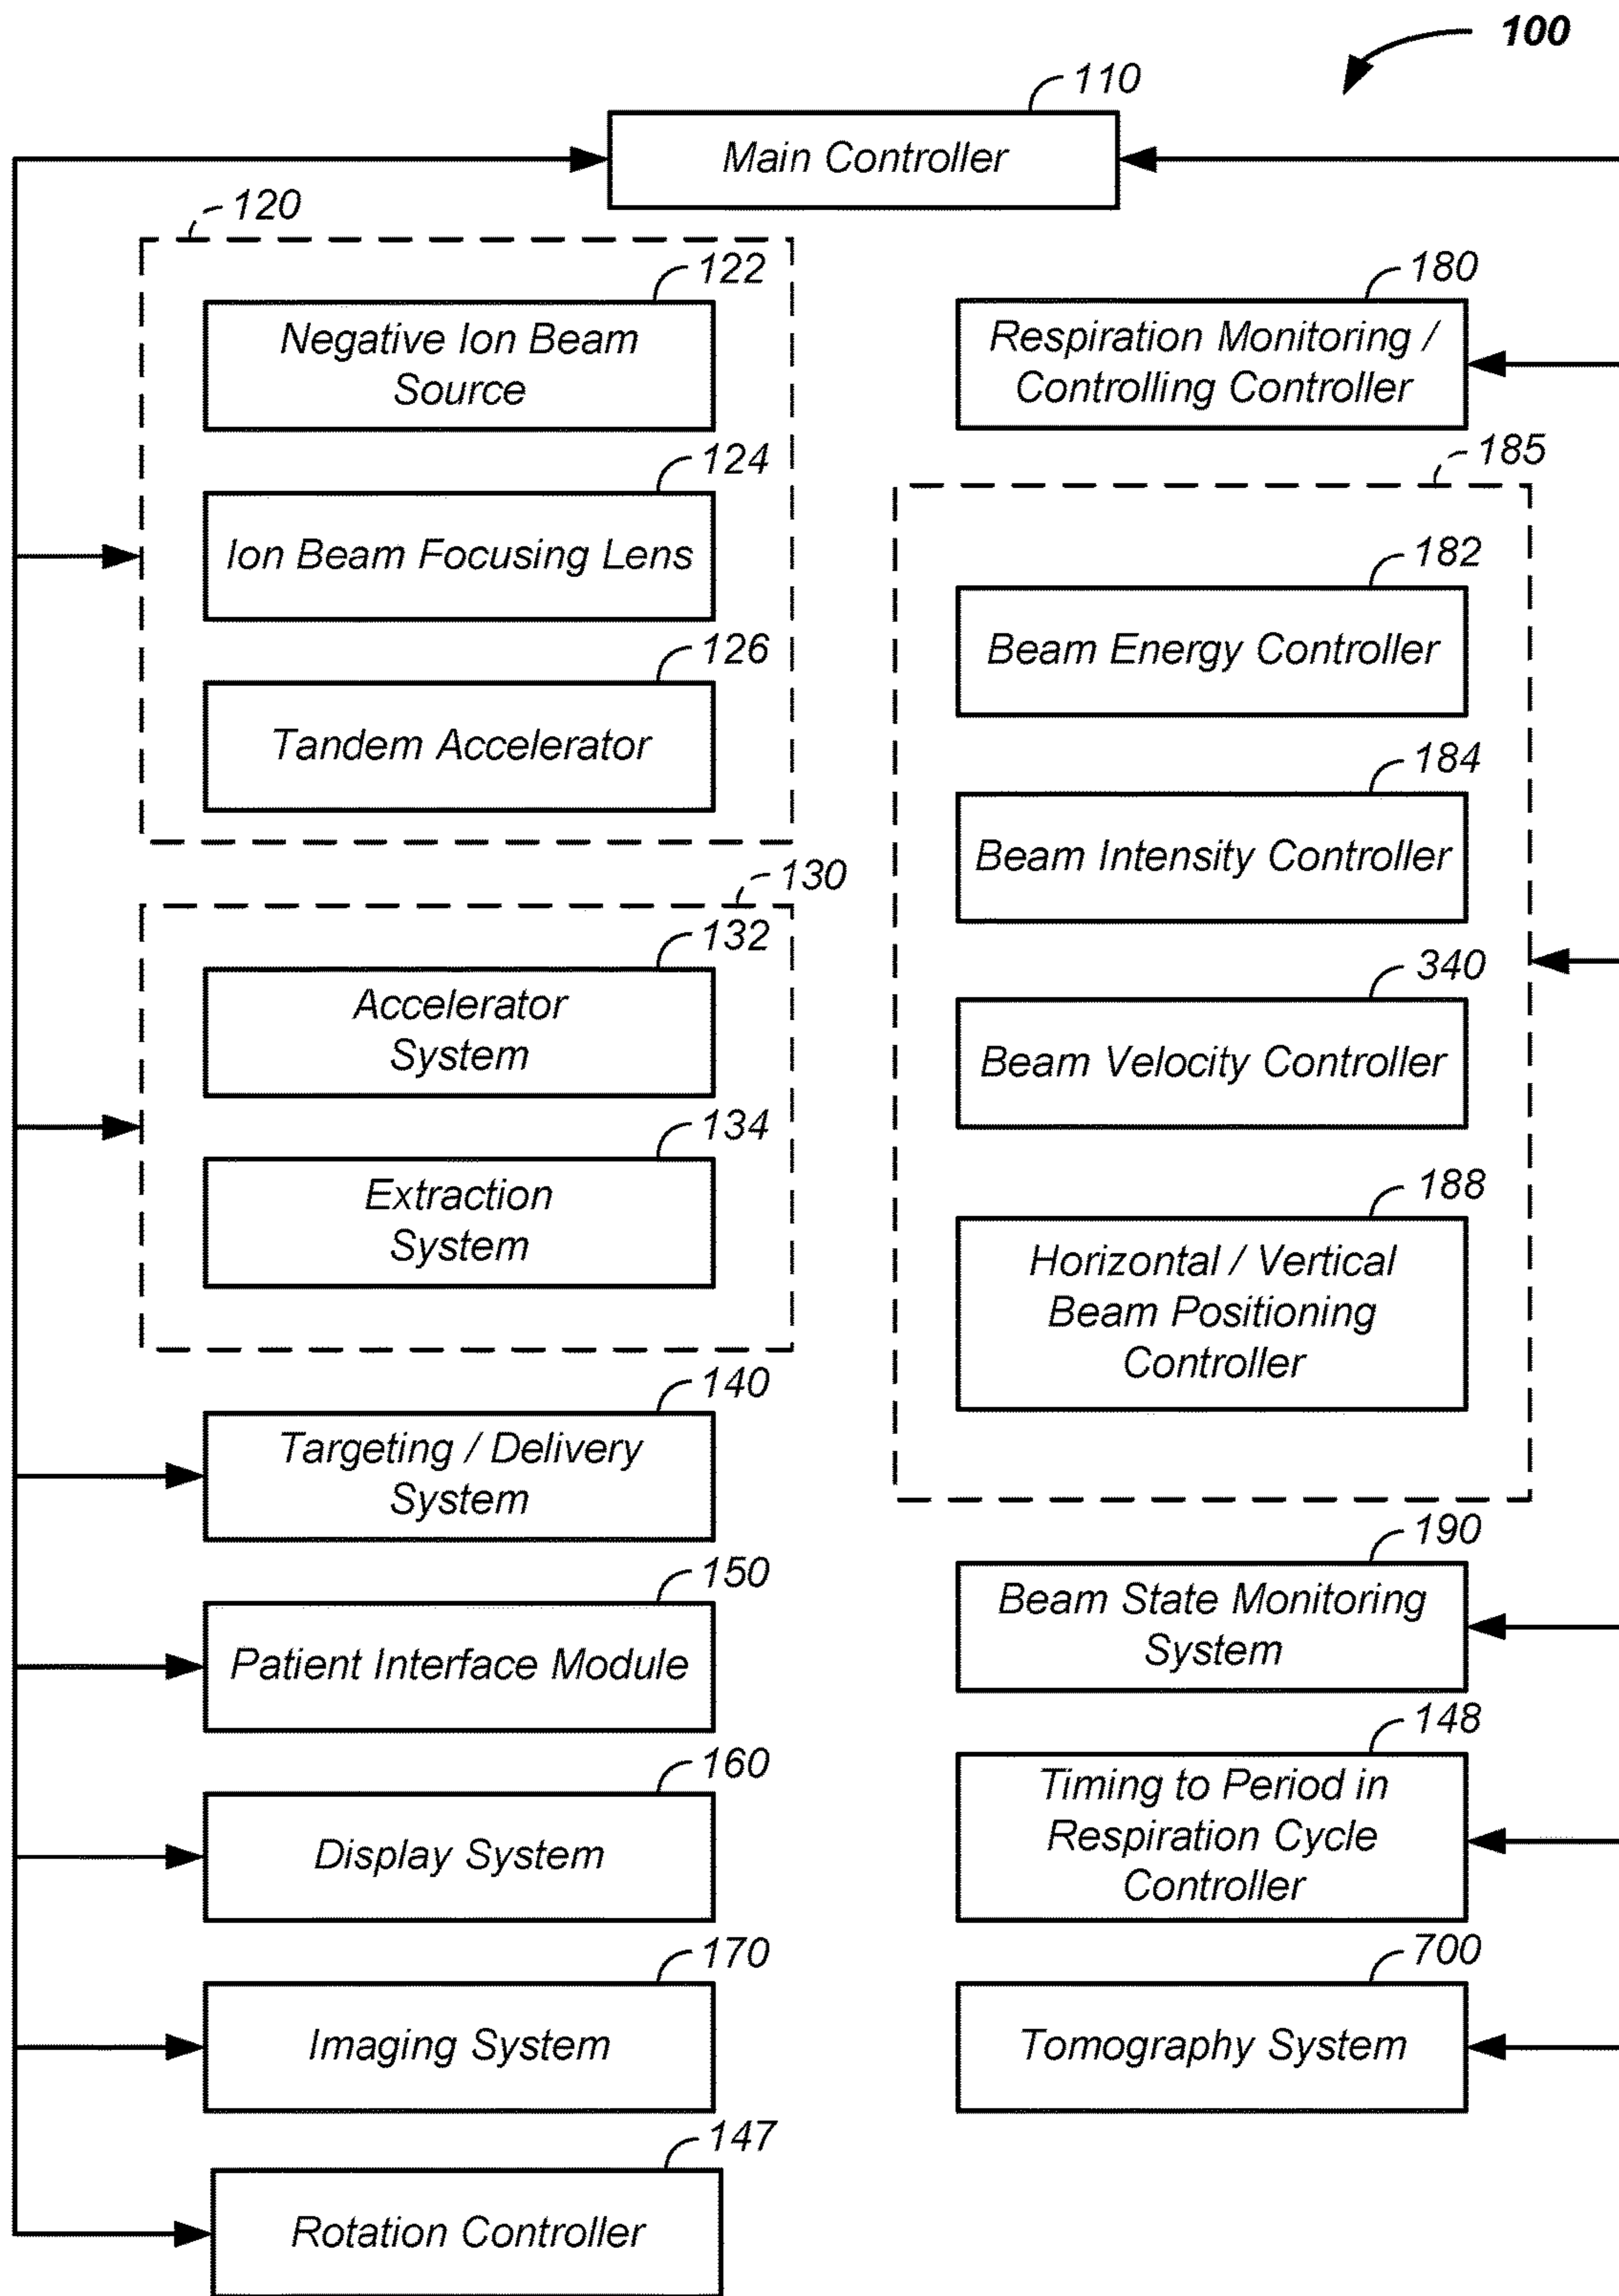 100
110
Main Controller
120
122
Negative Ion Beam
Source
124
Ion Beam Focusing Lens
126
Tandem Accelerator
130
132
Accelerator
System
134
Extraction
System
140
Targeting / Delivery
System
150
Patient Interface Module
160
Display System
170
Imaging System
147
Rotation Controller
180
Respiration Monitoring /
Controlling Controller
185
182
Beam Energy Controller
184
Beam Intensity Controller
340
Beam Velocity Controller
188
Horizontal / Vertical
Beam Positioning
Controller
190
Beam State Monitoring
System
148
Timing to Period in
Respiration Cycle
Controller
700
Tomography System